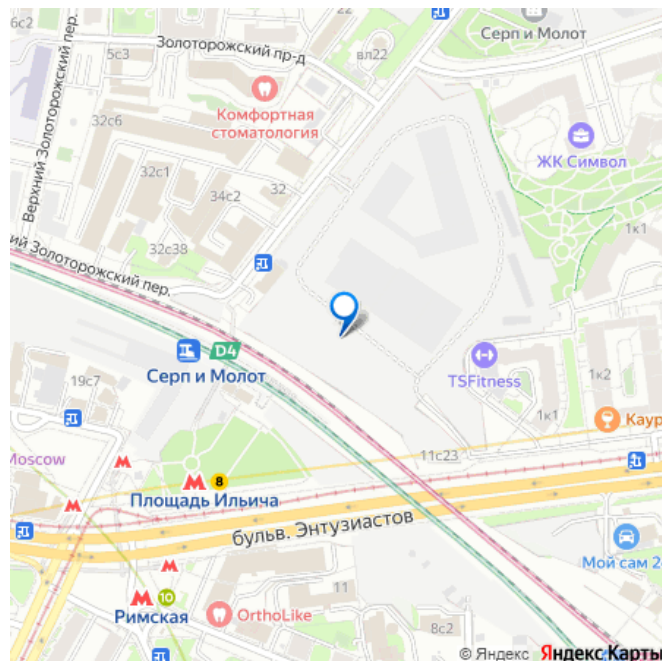 6с2
22
Серп и Молот
Золоторожский пр-д
5с3
вл22
Верхний Золоторожский пер.
Комфортная
стоматология
32с6
ЖК Символ
32с1
34с2
32
1к1
32с38
ий Золоторожский пер.
D4
Серп и Молот
19с7
TSFitness
1к2
1к1
Каур
11с23
Moscow
8
Площадь Ильича
бульв. Энтузиастов
Мой сам 24
10
Римская
OrthoLike
11
8с2
© Яндекс Яндекс Карты